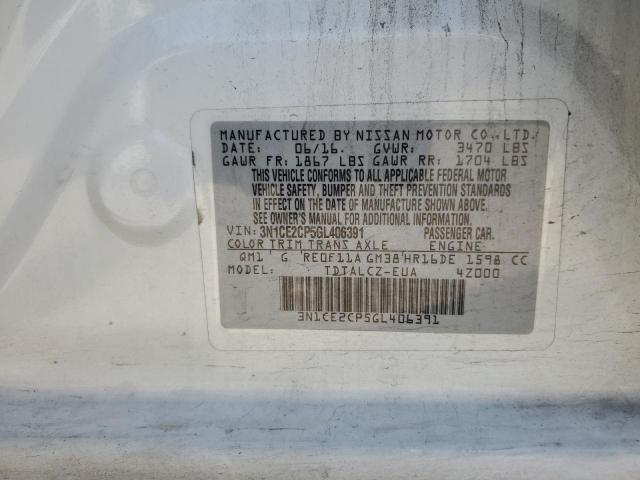 MANUFACTURED BY NISSAN MOTOR CO.,LTD.
DATE: 06/16. GVWR: 3470 LBS
GAWR FR: 1867 LBS GAWR RR: 1704 LBS
THIS VEHICLE CONFORMS TO ALL APPLICABLE FEDERAL MOTOR
VEHICLE SAFETY, BUMPER AND THEFT PREVENTION STANDARDS
IN EFFECT ON THE DATE OF MANUFACTURE SHOWN ABOVE.
SEE OWNER'S MANUAL FOR ADDITIONAL INFORMATION.
VIN: 3N1CE2CP5GL406391 PASSENGER CAR.
COLOR TRIM TRANS AXLE ENGINE:
QM1 ' G ' RE0F11A GM38'HR16DE 1598 CC
MODEL: TDTALCZ-EUA 4Z000
3N1CE2CP5GL406391